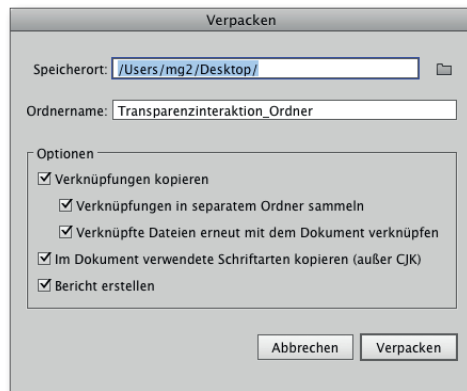 Verpacken
Speicherort: /Users/mg2/Desktop/
Ordnername: Transparenzinteraktion_Ordner
Optionen
Verknüpfungen kopieren
Verknüpfungen in separatem Ordner sammeln
Verknüpfte Dateien erneut mit dem Dokument verknüpfen
Im Dokument verwendete Schriftarten kopieren (außer CJK)
Bericht erstellen
Abbrechen Verpacken